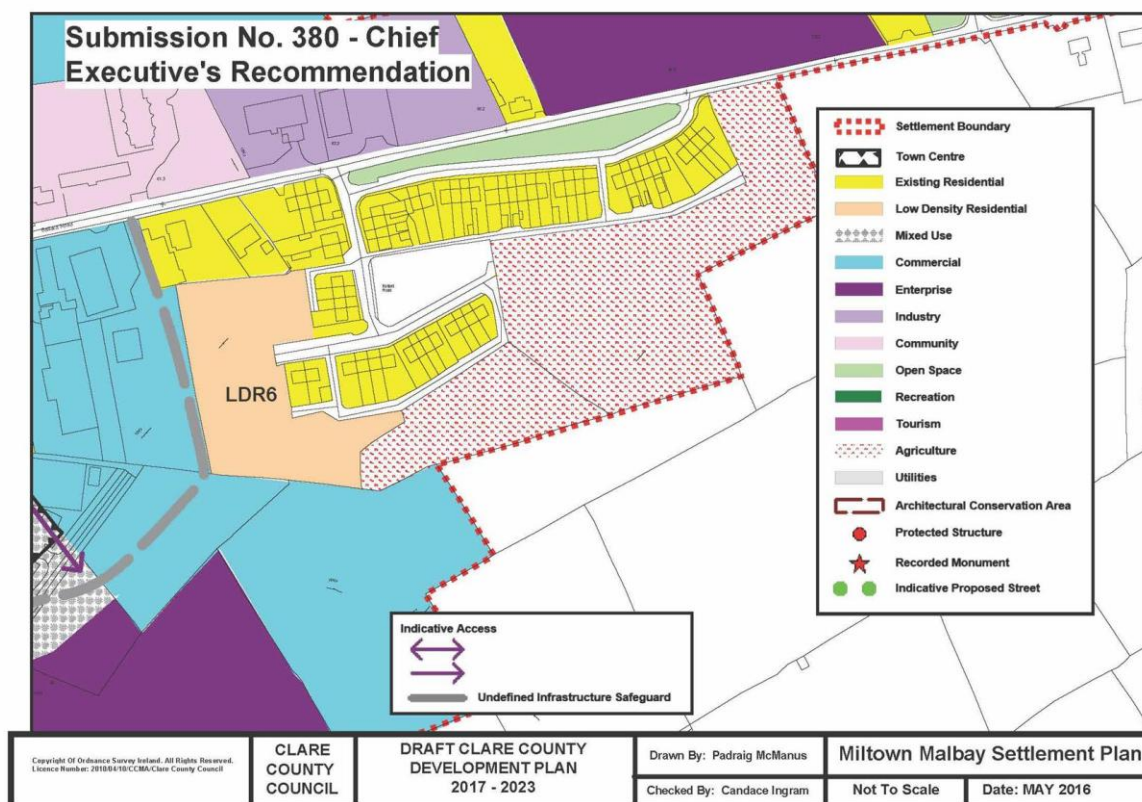 Submission No. 380 - Chief
Executive's Recommendation
LDR6
Settlement Boundary
Town Centre
Existing Residential
Low Density Residential
Mixed Use
Commercial
Enterprise
Industry
Community
Open Space
Recreation
Tourism
Agriculture
Utilities
Architectural Conservation Area
Protected Structure
Recorded Monument
Indicative Proposed Street
Indicative Access
Undefined Infrastructure Safeguard
Copyright Of Ordnance Survey Ireland. All Rights Reserved.
Licence Number: 2010/04/10/CCMA/Clare County Council
CLARE
COUNTY
COUNCIL
DRAFT CLARE COUNTY
DEVELOPMENT PLAN
2017 - 2023
Drawn By: Padraig McManus
Checked By: Candace Ingram
Miltown Malbay Settlement Plan
Not To Scale
Date: MAY 2016